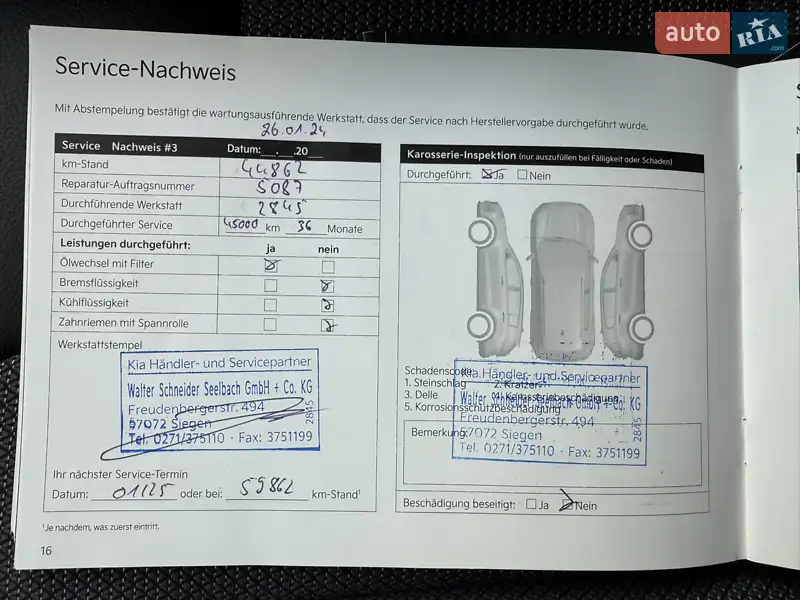 auto RIA .com
Service-Nachweis
Mit Abstempelung bestätigt die wartungsausführende Werkstatt, dass der Service nach Herstellervorgabe durchgeführt wurde.
26.01.24
Service Nachweis #3 Datum: __.__.20__
km-Stand 44862
Reparatur-Auftragsnummer 5087
Durchführende Werkstatt 2845
Durchgeführter Service 45000 km 36 Monate
Leistungen durchgeführt: ja nein
Ölwechsel mit Filter
Bremsflüssigkeit
Kühlflüssigkeit
Zahnriemen mit Spannrolle
Werkstattstempel
Kia Händler- und Servicepartner
Walter Schneider Seelbach GmbH + Co. KG
Freudenbergerstr. 494
57072 Siegen
Tel. 0271/375110 · Fax: 3751199
2845
Ihr nächster Service-Termin
Datum: 01/25 oder bei: 59862 km-Stand¹
¹Je nachdem, was zuerst eintritt.
16
Karosserie-Inspektion (nur auszufüllen bei Fälligkeit oder Schaden)
Durchgeführt: Ja Nein
Schadenscode:
1. Steinschlag 2. Kratzer
3. Delle 4. Karosseriebeschädigung
5. Korrosionsschutzbeschädigung
Kia Händler- und Servicepartner
Walter Schneider Seelbach GmbH + Co. KG
Freudenbergerstr. 494
57072 Siegen
Tel. 0271/375110 · Fax: 3751199
2845
Bemerkung:
Beschädigung beseitigt: Ja Nein